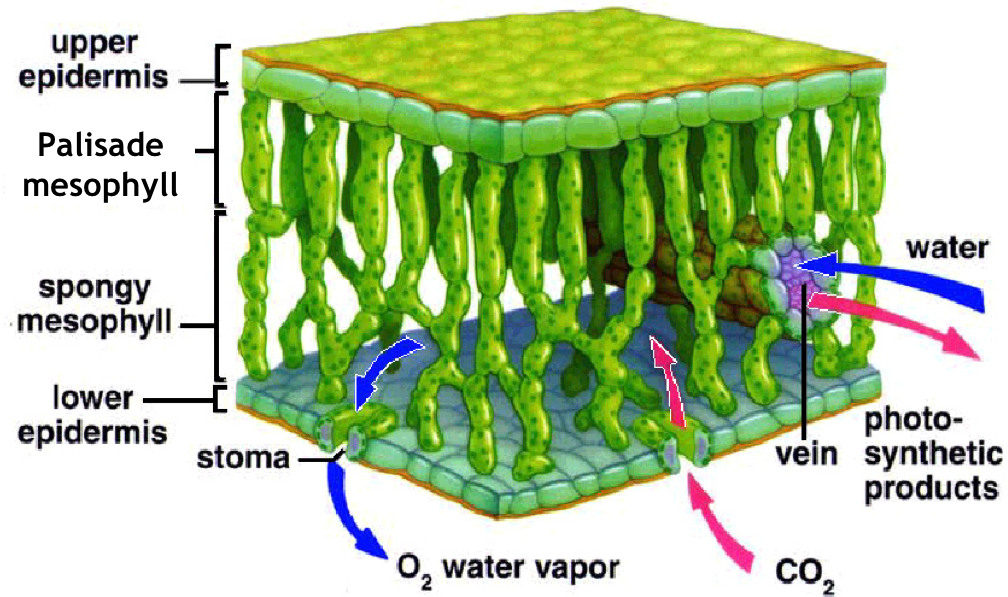 upper
epidermis
Palisade
mesophyll
spongy
mesophyll
lower
epidermis
stoma
O₂ water vapor
CO₂
water
vein
photo-
synthetic
products